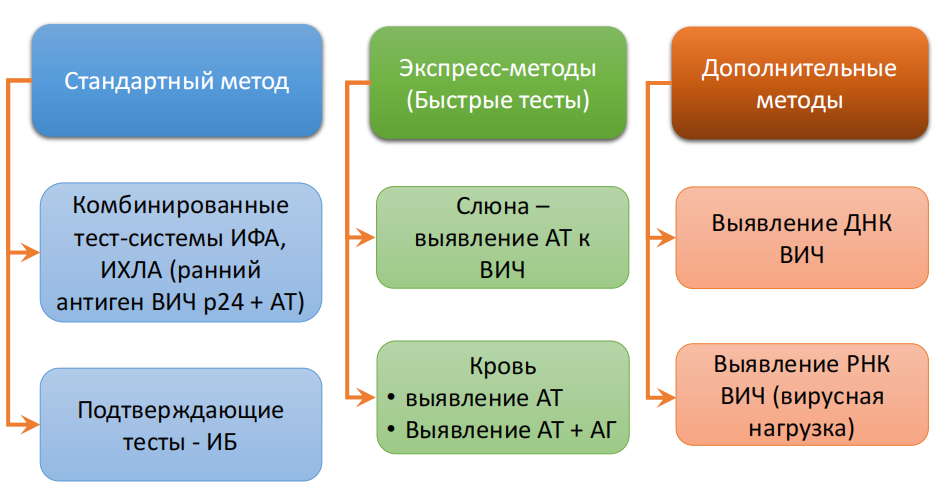 Стандартный метод
Комбинированные
тест-системы ИФА,
ИХЛА (ранний
антиген ВИЧ р24 + АТ)
Подтверждающие
тесты - ИБ
Экспресс-методы
(Быстрые тесты)
Слюна –
выявление АТ к
ВИЧ
Кровь
• выявление АТ
• Выявление АТ + АГ
Дополнительные
методы
Выявление ДНК
ВИЧ
Выявление РНК
ВИЧ (вирусная
нагрузка)